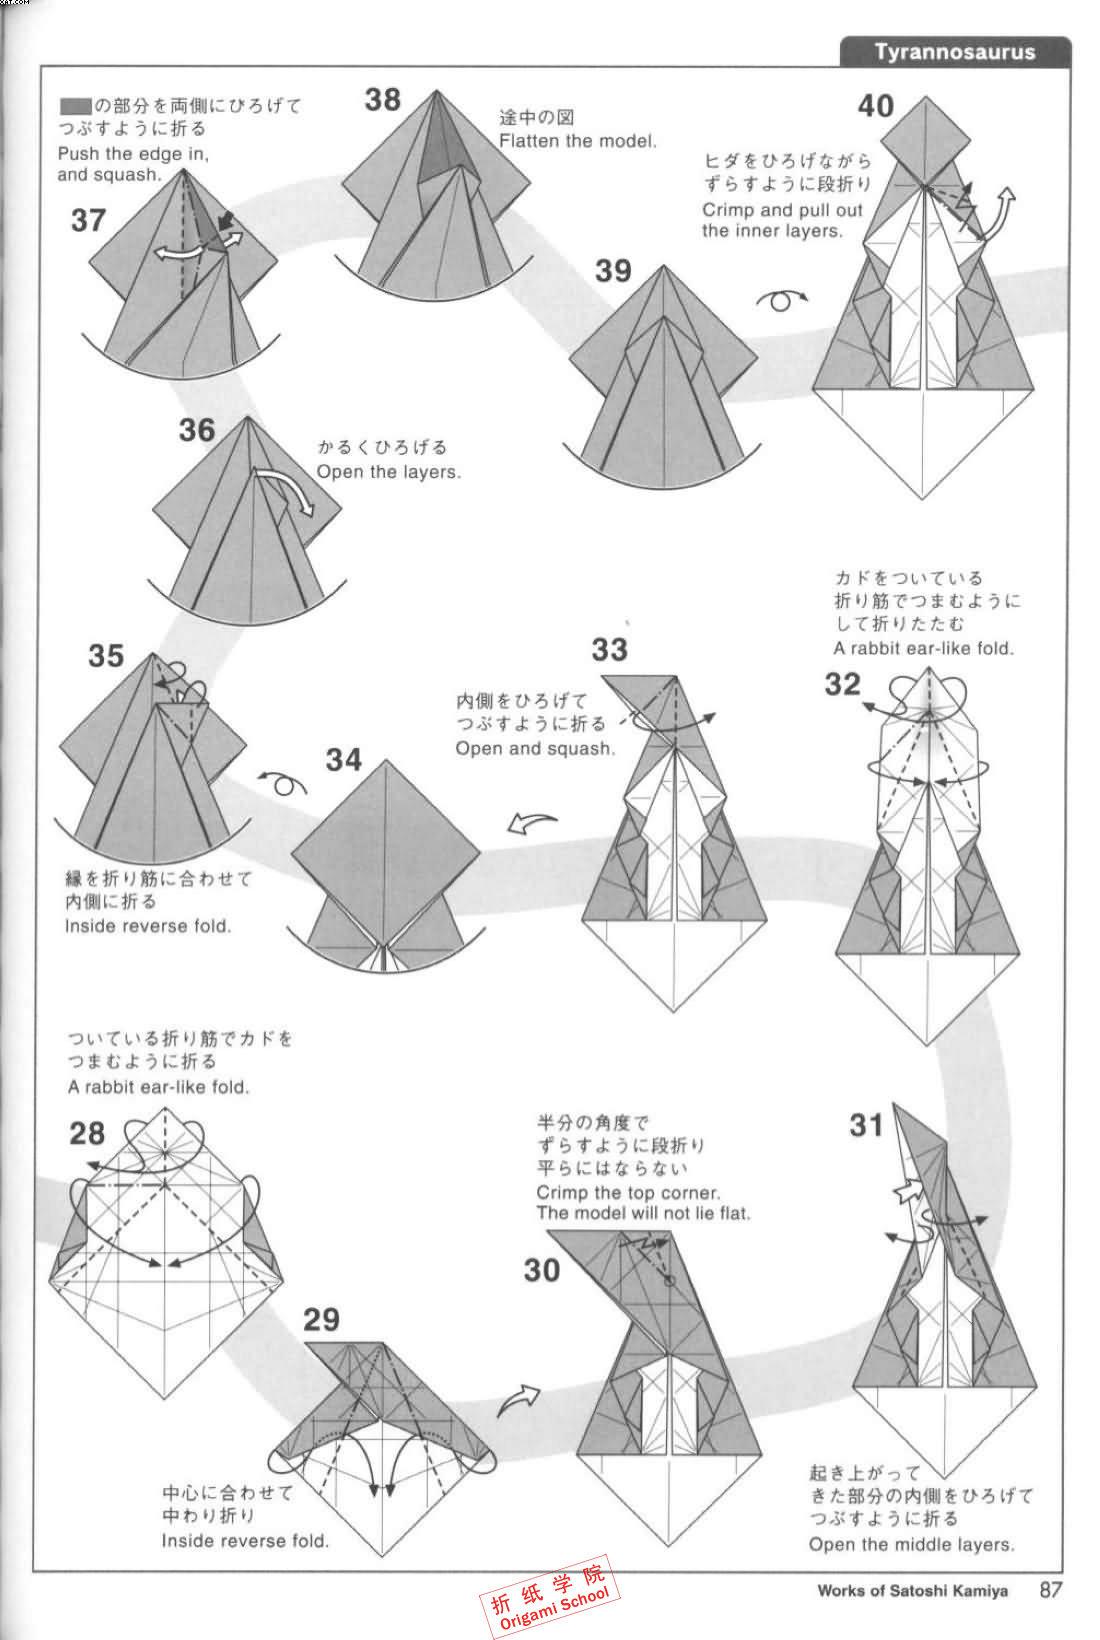 Tyrannosaurus
37
の部分を両側にひろげて
つぶすように折る
Push the edge in,
and squash.
38
途中の図
Flatten the model.
39
40
ヒダをひろげながら
ずらすように段折り
Crimp and pull out
the inner layers.
36
かるくひろげる
Open the layers.
35
縁を折り筋に合わせて
内側に折る
Inside reverse fold.
34
33
内側をひろげて
つぶすように折る
Open and squash.
カドをついている
折り筋でつまむように
して折りたたむ
A rabbit ear-like fold.
32
ついている折り筋でカドを
つまむように折る
A rabbit ear-like fold.
28
29
中心に合わせて
中わり折り
Inside reverse fold.
半分の角度で
ずらすように段折り
平らにはならない
Crimp the top corner.
The model will not lie flat.
30
31
起き上がって
きた部分の内側をひろげて
つぶすように折る
Open the middle layers.
Works of Satoshi Kamiya 87
折纸学院
Origami School